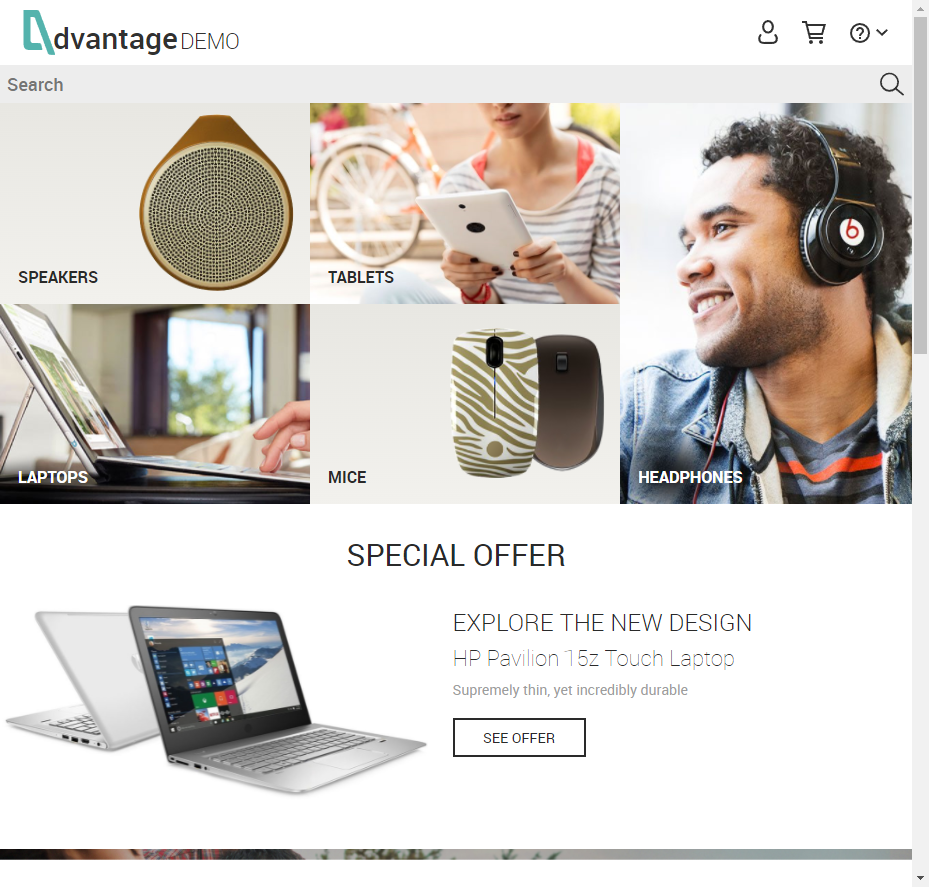 dvantage DEMO
Search
SPEAKERS
TABLETS
LAPTOPS
MICE
HEADPHONES
SPECIAL OFFER
EXPLORE THE NEW DESIGN
HP Pavilion 15z Touch Laptop
Supremely thin, yet incredibly durable
SEE OFFER